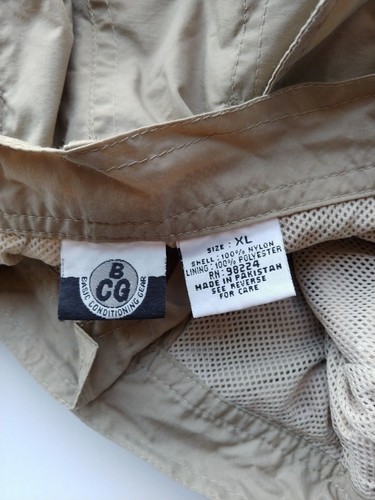 B
CG
BASIC CONDITIONING GEAR
SIZE: XL
SHELL: 100% NYLON
LINING: 100% POLYESTER
RN: 98224
MADE IN PAKISTAN
SEE REVERSE
FOR CARE